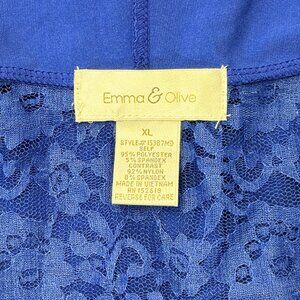 Emma & Olive
XL
STYLE# 15387MD
SELF
95% POLYESTER
5% SPANDEX
CONTRAST
92% NYLON
8% SPANDEX
MADE IN VIETNAM
RN 152619
REVERSE FOR CARE